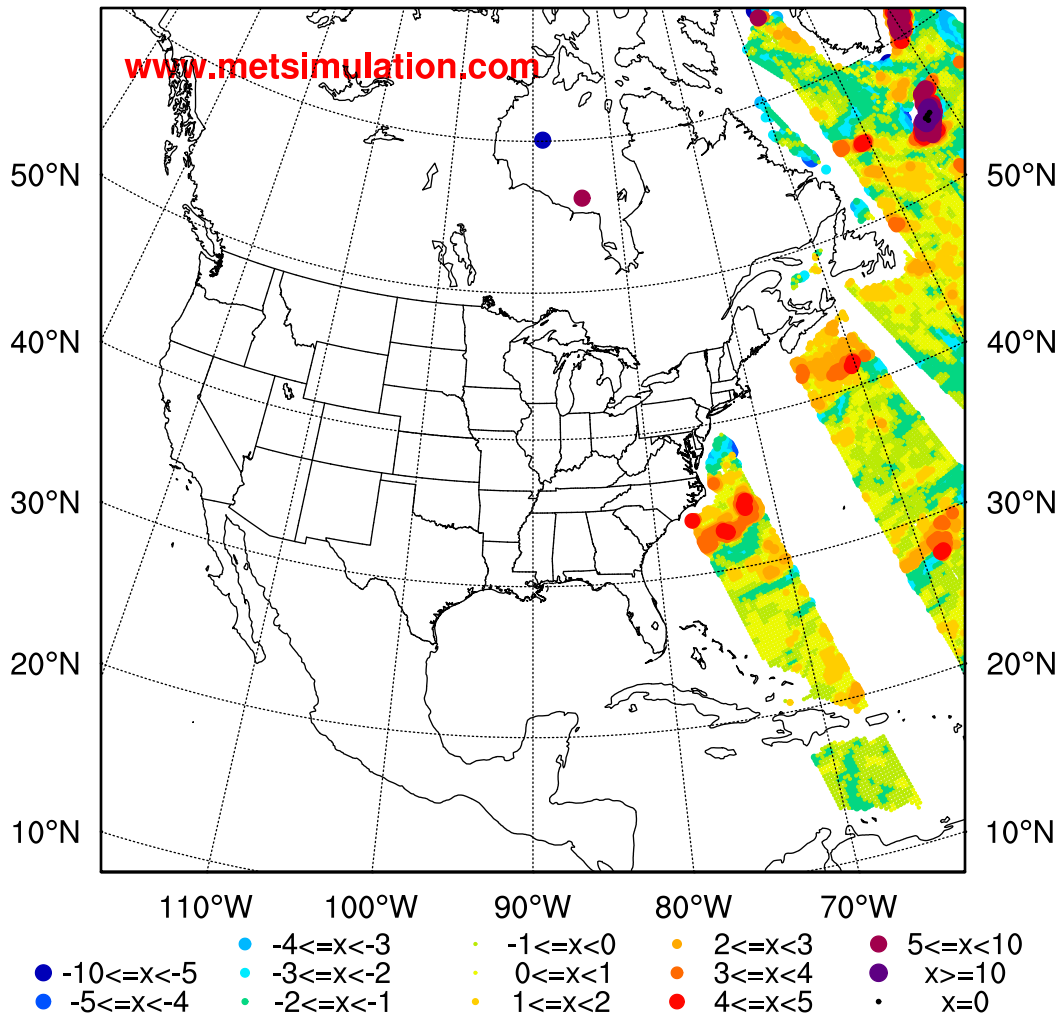 www.metsimulation.com
50°N 50°N
40°N 40°N
30°N 30°N
20°N 20°N
10°N 10°N
110°W 100°W 90°W 80°W 70°W
-4<=x<-3 -1<=x<0 2<=x<3 5<=x<10
-10<=x<-5 -3<=x<-2 0<=x<1 3<=x<4 x>=10
-5<=x<-4 -2<=x<-1 1<=x<2 4<=x<5 x=0